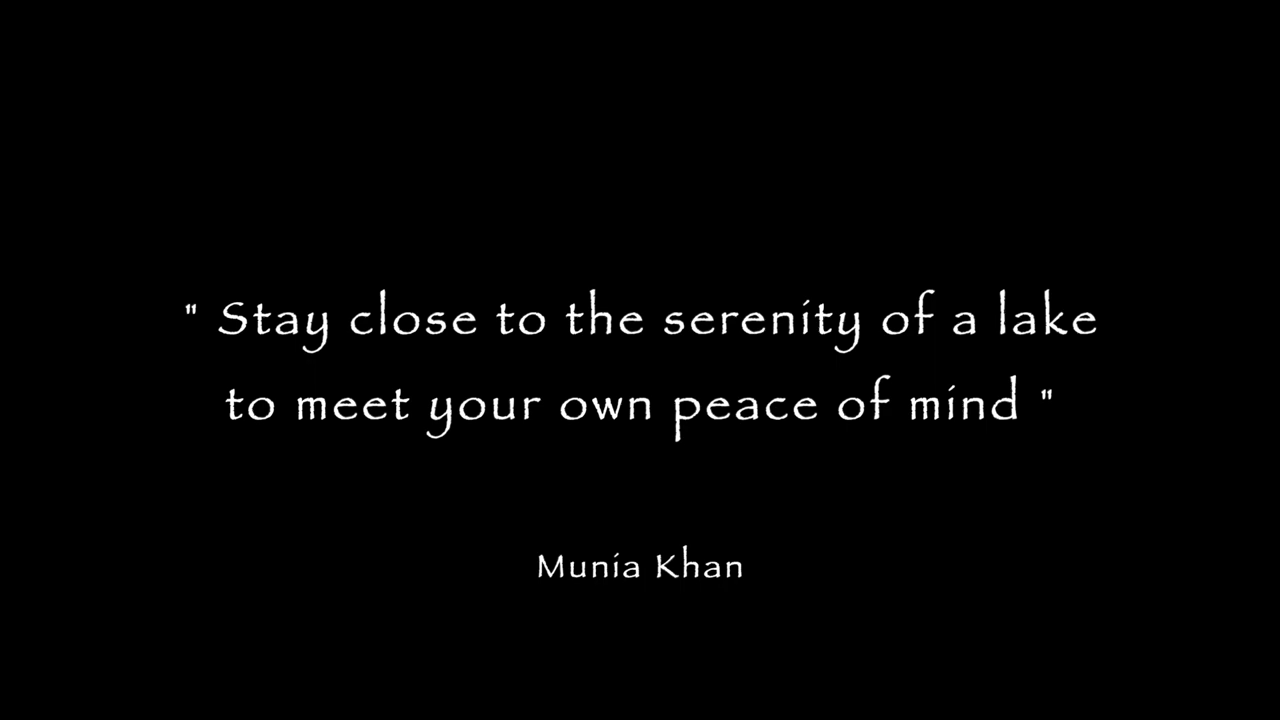 " Stay close to the serenity of a lake
to meet your own peace of mind "
Munia Khan